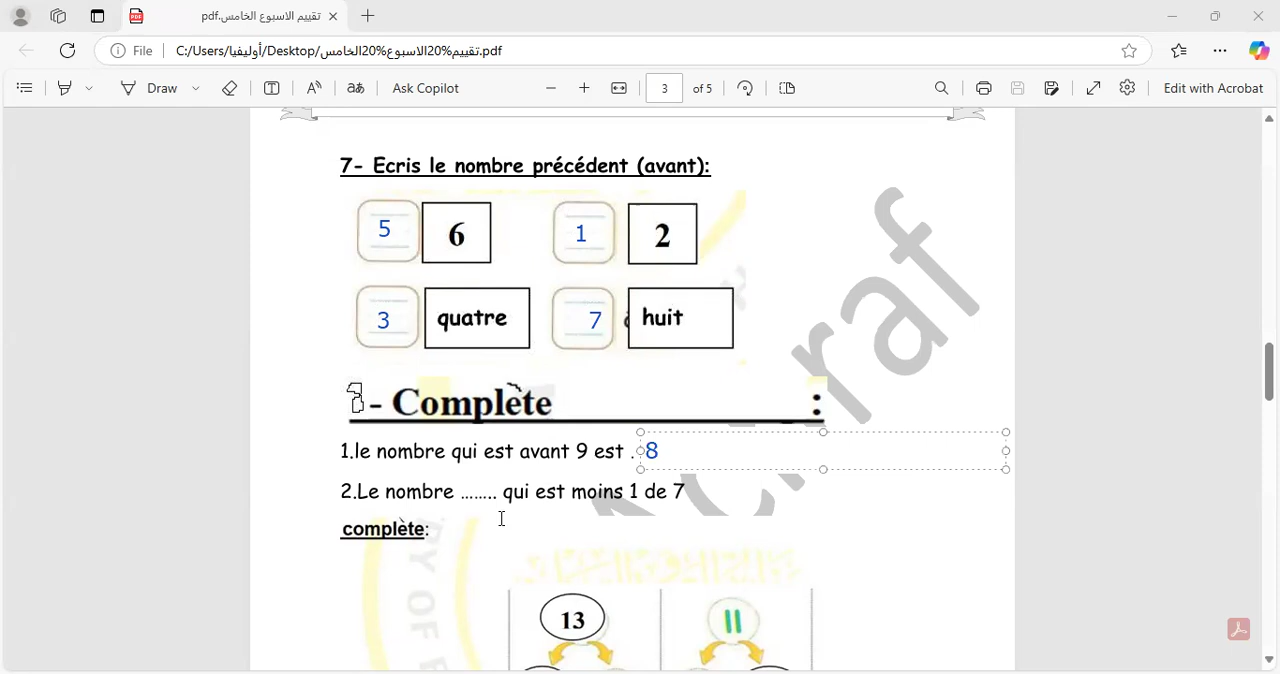 تقييم الاسبوع الخامس.pdf
File
C:/Users/أوليفيا/Desktop/تقييم%20الاسبوع%20الخامس.pdf
Draw
Ask Copilot
3 of 5
Edit with Acrobat
7- Ecris le nombre précédent (avant):
5 6 1 2
3 quatre 7 huit
- Complète :
1.le nombre qui est avant 9 est . 8
2.Le nombre …….. qui est moins 1 de 7
complète:
13 11